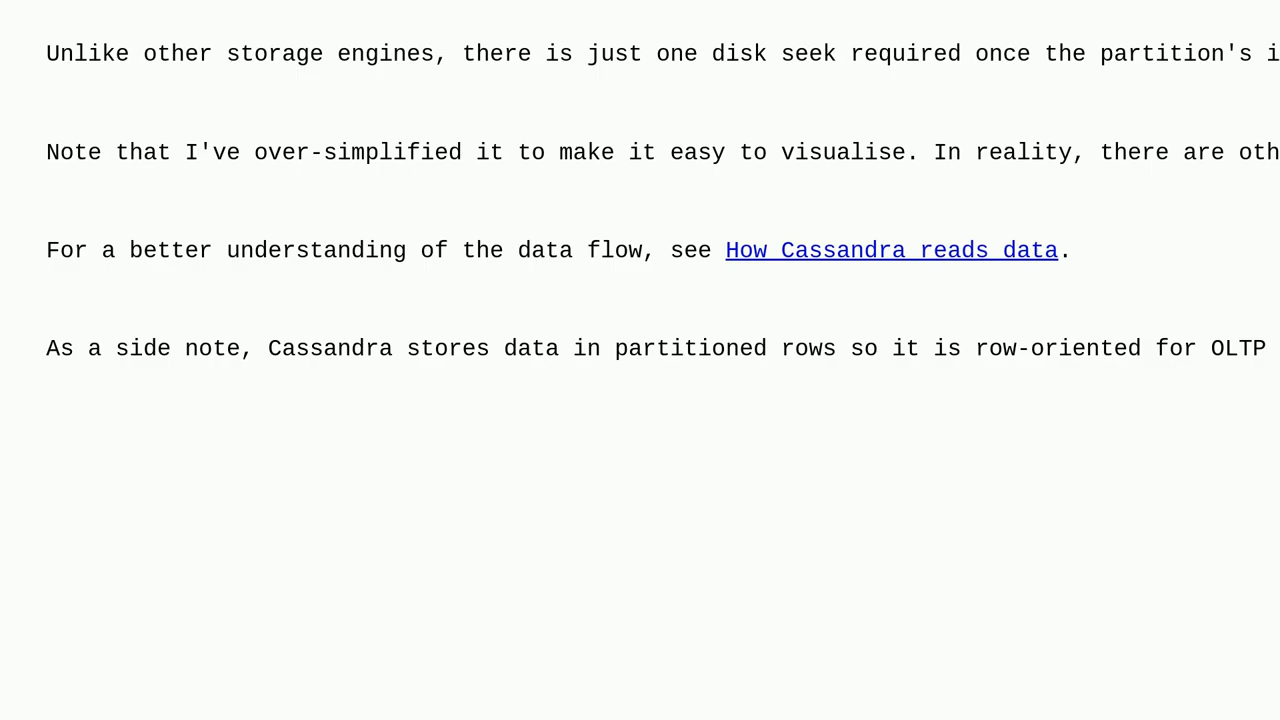 Unlike other storage engines, there is just one disk seek required once the partition's
Note that I've over-simplified it to make it easy to visualise. In reality, there are
For a better understanding of the data flow, see How Cassandra reads data.
As a side note, Cassandra stores data in partitioned rows so it is row-oriented for OLTP